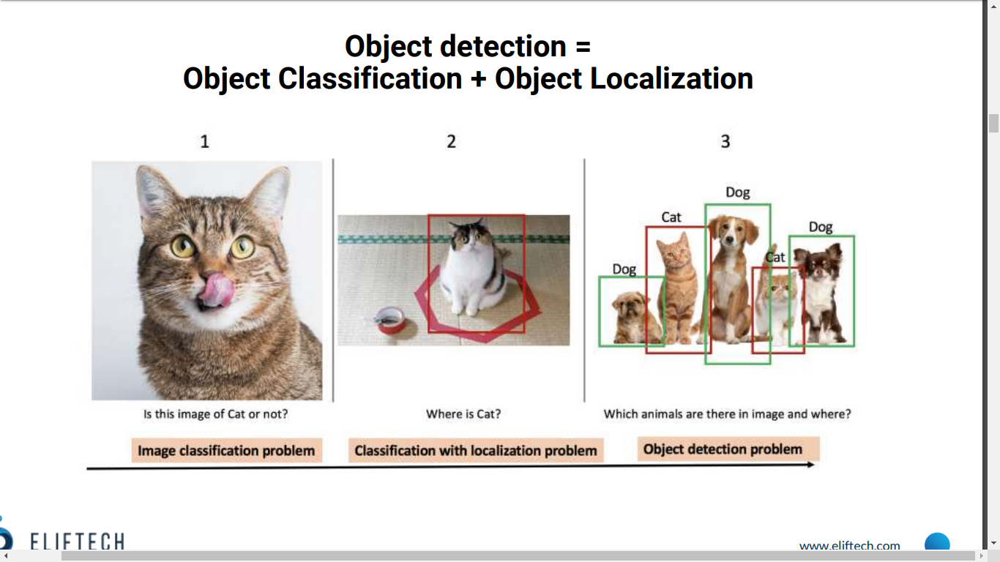 Object detection =
Object Classification + Object Localization
1
2
3
Dog
Cat
Dog
Cat
Dog
Is this image of Cat or not?
Where is Cat?
Which animals are there in image and where?
Image classification problem
Classification with localization problem
Object detection problem
ELIFTECH
www.eliftech.com